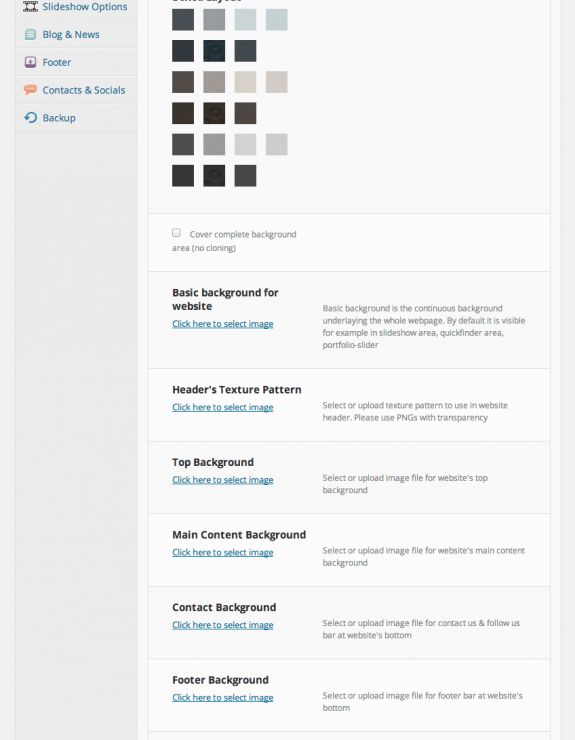 Slideshow Options
Blog & News
Footer
Contacts & Socials
Backup
Boxed Layout
Cover complete background
area (no cloning)
Basic background for
website
Click here to select image
Basic background is the continuous background
underlaying the whole webpage. By default it is visible
for example in slideshow area, quickfinder area,
portfolio-slider
Header's Texture Pattern
Click here to select image
Select or upload texture pattern to use in website
header. Please use PNGs with transparency
Top Background
Click here to select image
Select or upload image file for website's top
background
Main Content Background
Click here to select image
Select or upload image file for website's main content
background
Contact Background
Click here to select image
Select or upload image file for contact us & follow us
bar at website's bottom
Footer Background
Click here to select image
Select or upload image file for footer bar at website's
bottom